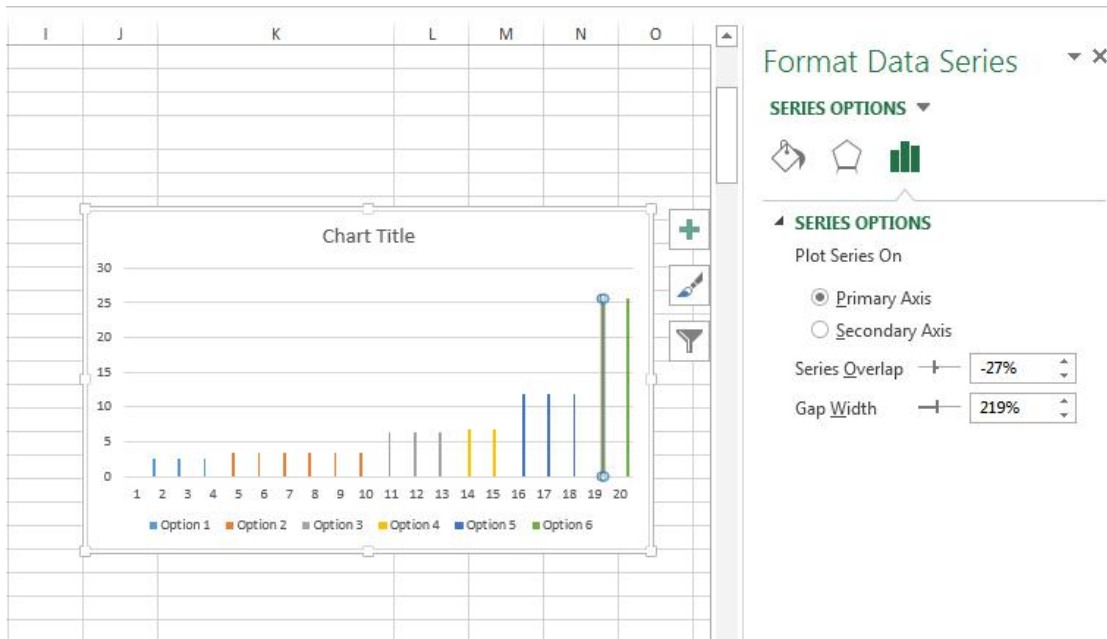 I J K L M N O
Format Data Series
SERIES OPTIONS
SERIES OPTIONS
Plot Series On
Primary Axis
Secondary Axis
Series Overlap -27%
Gap Width 219%
Chart Title
30
25
20
15
10
5
0
1 2 3 4 5 6 7 8 9 10 11 12 13 14 15 16 17 18 19 20
Option 1 Option 2 Option 3 Option 4 Option 5 Option 6